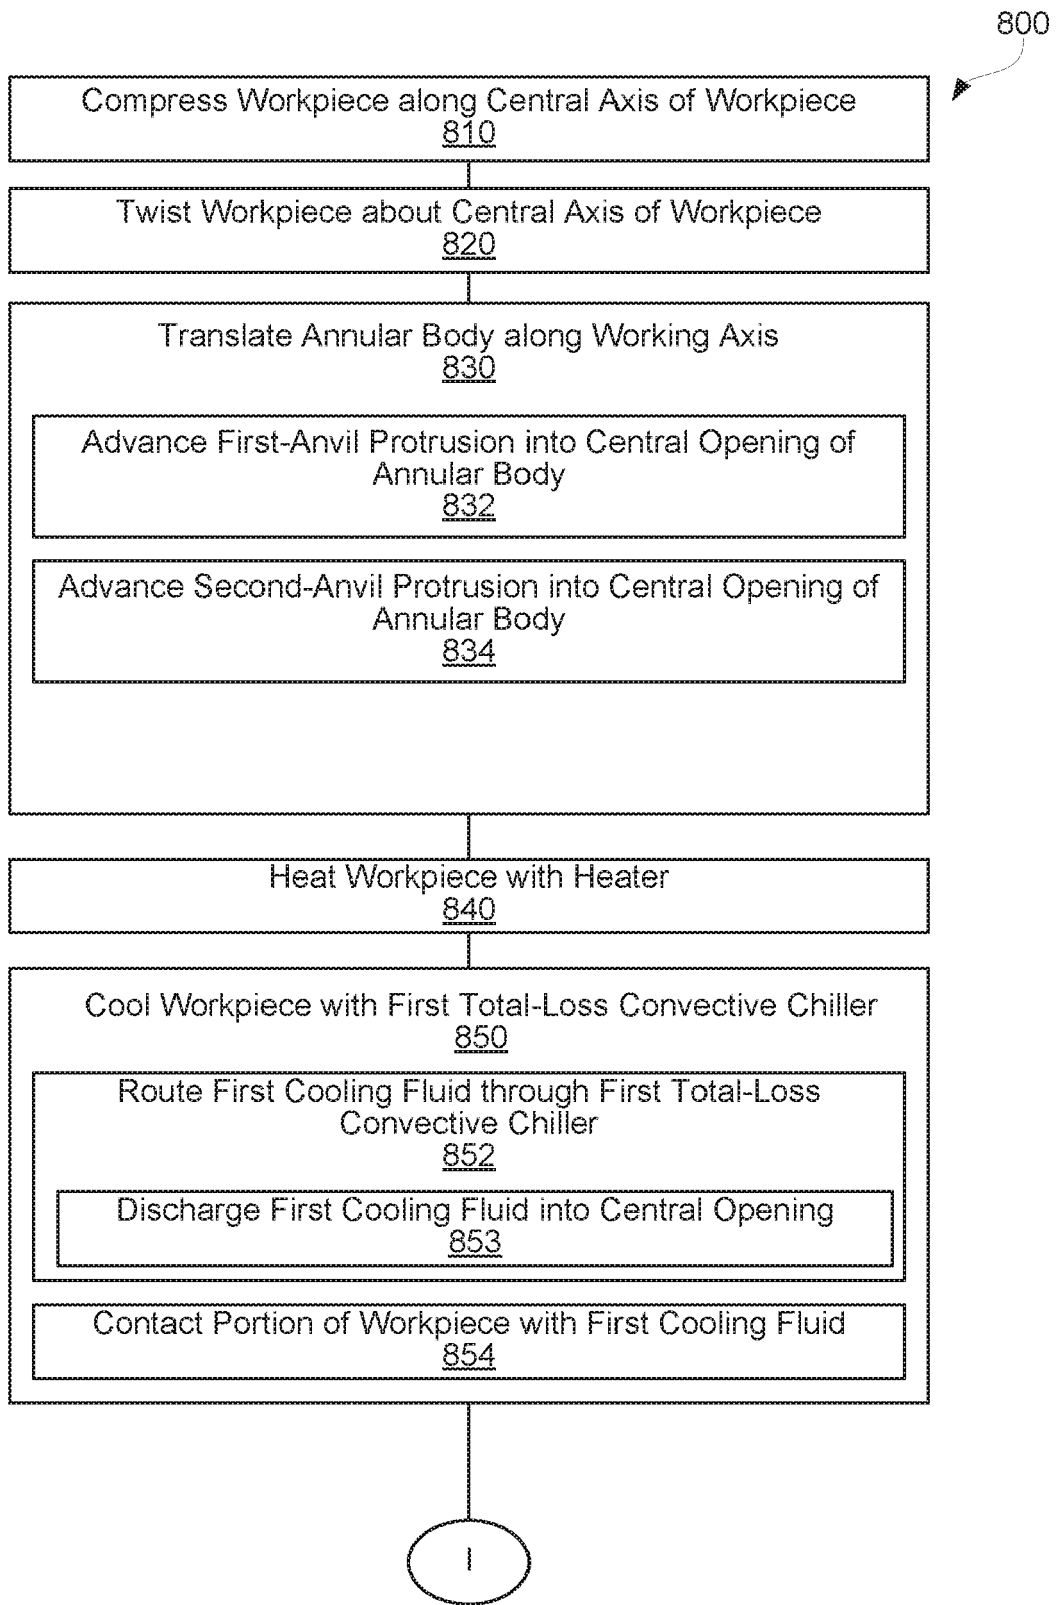 800
Compress Workpiece along Central Axis of Workpiece
810
Twist Workpiece about Central Axis of Workpiece
820
Translate Annular Body along Working Axis
830
Advance First-Anvil Protrusion into Central Opening of
Annular Body
832
Advance Second-Anvil Protrusion into Central Opening of
Annular Body
834
Heat Workpiece with Heater
840
Cool Workpiece with First Total-Loss Convective Chiller
850
Route First Cooling Fluid through First Total-Loss
Convective Chiller
852
Discharge First Cooling Fluid into Central Opening
853
Contact Portion of Workpiece with First Cooling Fluid
854
I